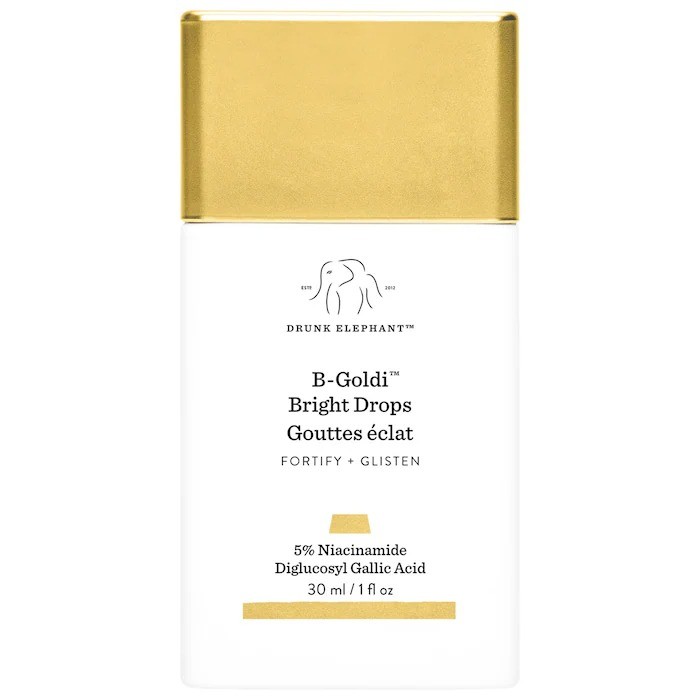 ESTD 2012
DRUNK ELEPHANT™
B-Goldi™
Bright Drops
Gouttes éclat
FORTIFY + GLISTEN
5% Niacinamide
Diglucosyl Gallic Acid
30 ml / 1 fl oz